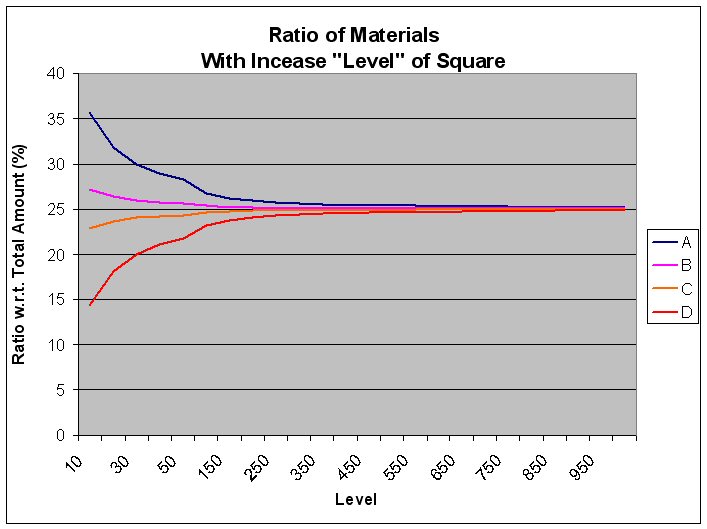 Ratio of Materials
With Incease "Level" of Square
Ratio w.r.t. Total Amount (%)
40
35
30
25
20
15
10
5
0
10
30
50
150
250
350
450
550
650
750
850
950
Level
A
B
C
D